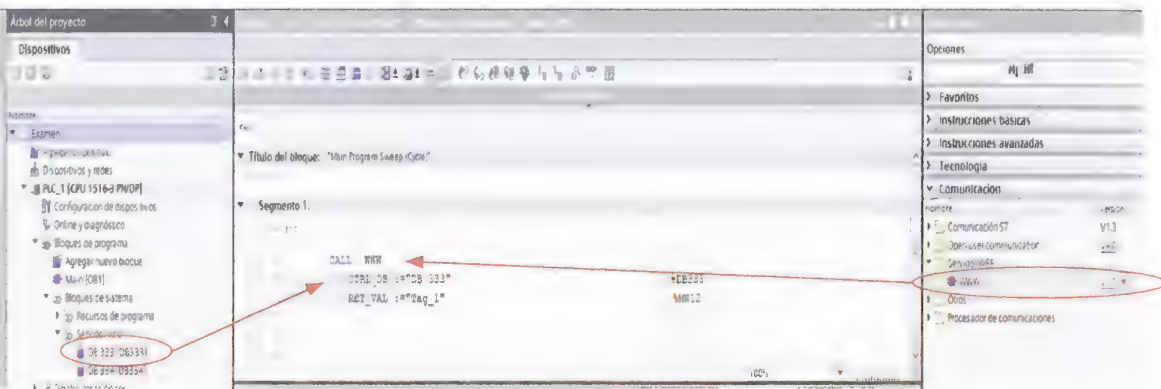 Árbol del proyecto
Dispositivos
Nombre
Examen
Dispositivos y redes
PLC_1 [CPU 1516-3 PN/DP]
Configuración de dispositivos
Online y diagnóstico
Bloques de programa
Agregar nuevo bloque
Main [OB1]
Bloques de sistema
Recursos de programa
DB 333 [DB333]
DB 334 [DB334]
Título del bloque: "Main Program Sweep (Cycle)"
Segmento 1:
CALL WWW
CTRL_DB :="DB 333" %DB333
RET_VAL :="Tag_1" %MW12
100%
Opciones
Favoritos
Instrucciones básicas
Instrucciones avanzadas
Tecnología
Comunicación
Nombre Versión
Comunicación S7 V1.3
Open user communication
Servidor WEB
WWW
Otros
Procesador de comunicaciones